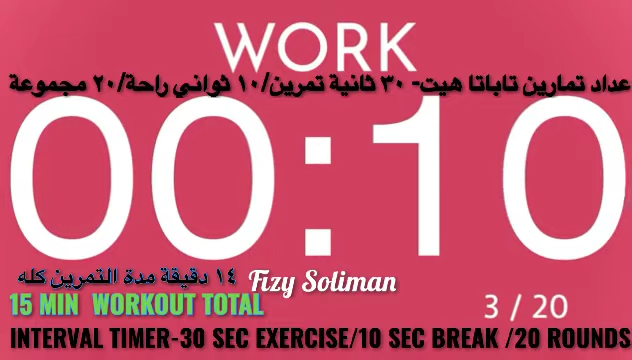 WORK
عداد تمارين تاباتا هيت- ٣٠ ثانية تمرين/١٠ ثواني راحة/٢٠ مجموعة
00:10
١٤ دقيقة مدة التمرين كله
Fizy Soliman
15 MIN WORKOUT TOTAL
3 / 20
INTERVAL TIMER-30 SEC EXERCISE/10 SEC BREAK /20 ROUNDS